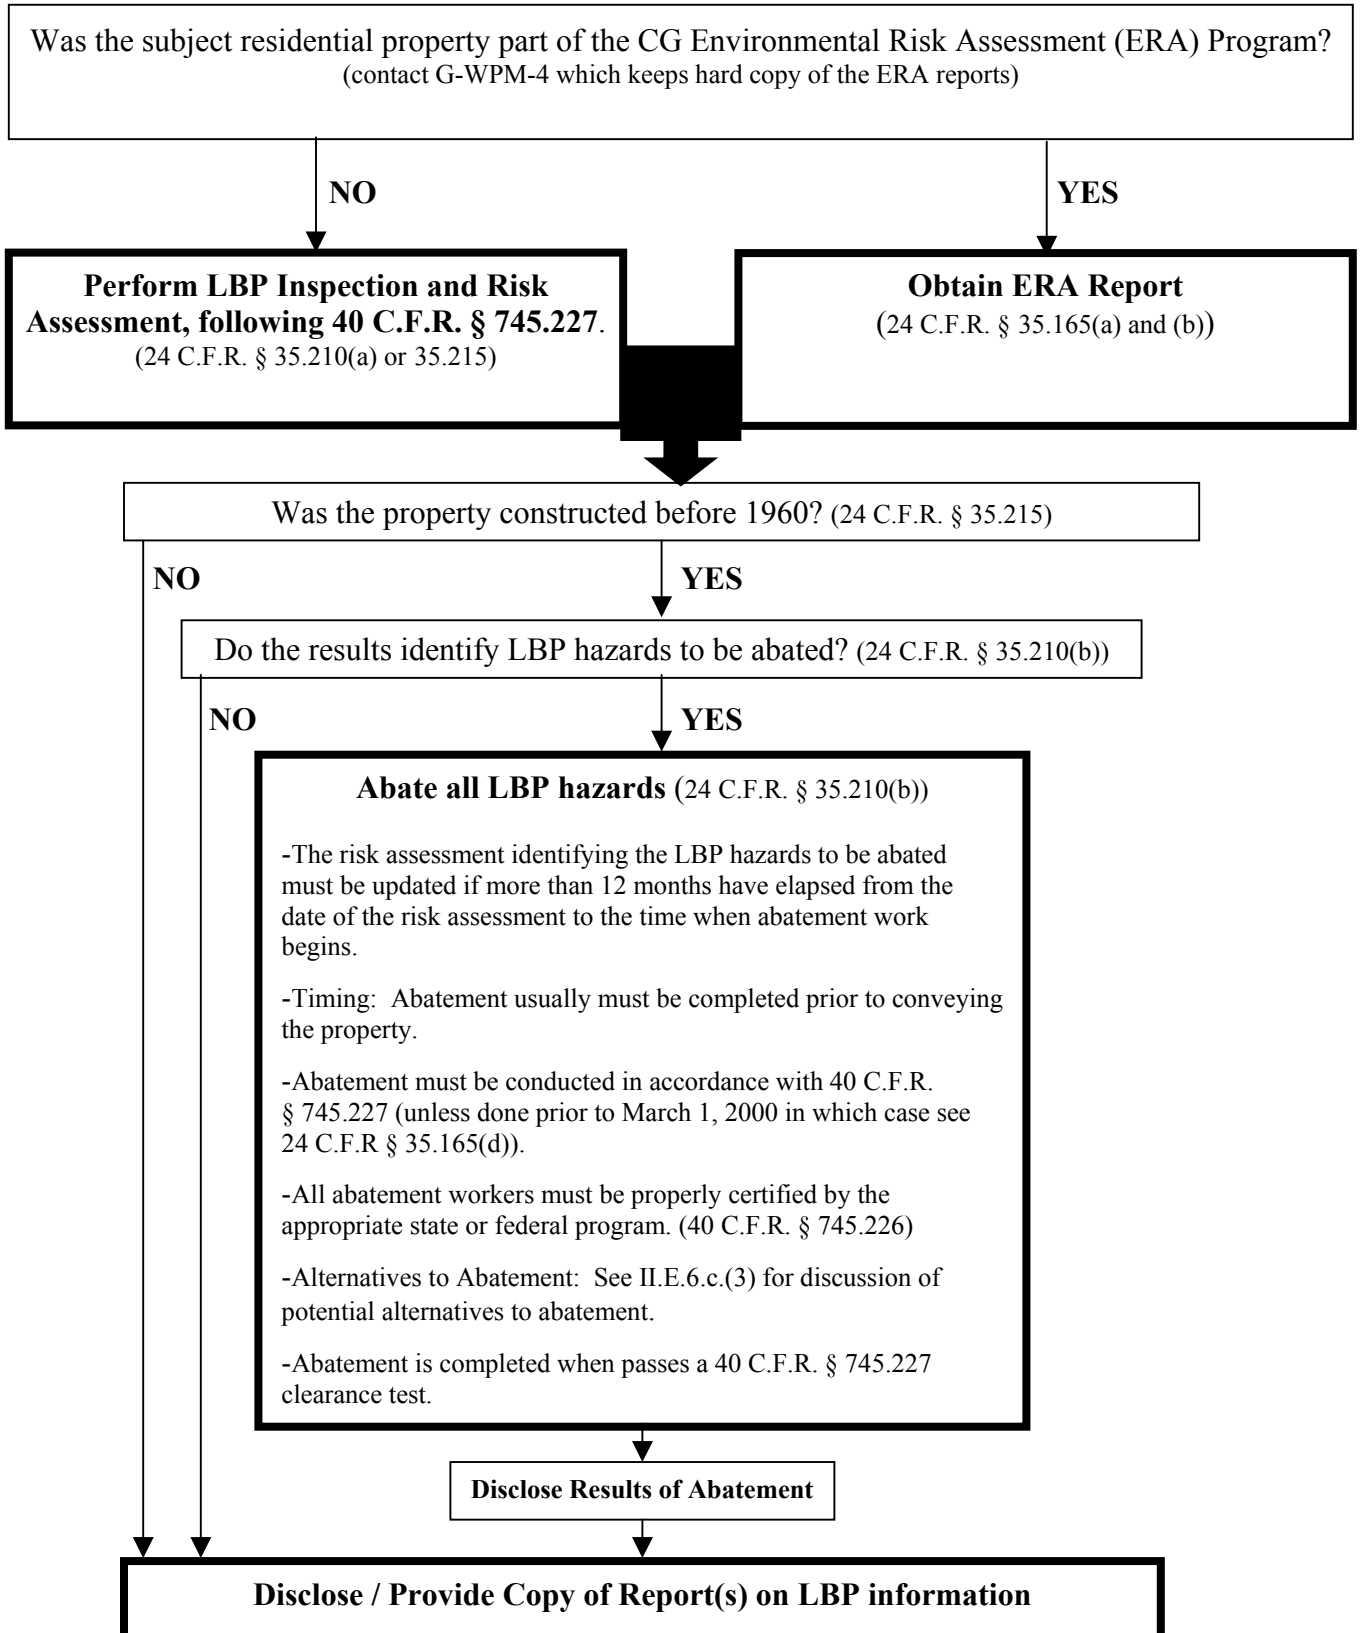 Was the subject residential property part of the CG Environmental Risk Assessment (ERA) Program?
(contact G-WPM-4 which keeps hard copy of the ERA reports)
NO
YES
Perform LBP Inspection and Risk
Assessment, following 40 C.F.R. § 745.227.
(24 C.F.R. § 35.210(a) or 35.215)
Obtain ERA Report
(24 C.F.R. § 35.165(a) and (b))
Was the property constructed before 1960? (24 C.F.R. § 35.215)
NO
YES
Do the results identify LBP hazards to be abated? (24 C.F.R. § 35.210(b))
NO
YES
Abate all LBP hazards (24 C.F.R. § 35.210(b))
-The risk assessment identifying the LBP hazards to be abated
must be updated if more than 12 months have elapsed from the
date of the risk assessment to the time when abatement work
begins.
-Timing:  Abatement usually must be completed prior to conveying
the property.
-Abatement must be conducted in accordance with 40 C.F.R.
§ 745.227 (unless done prior to March 1, 2000 in which case see
24 C.F.R § 35.165(d)).
-All abatement workers must be properly certified by the
appropriate state or federal program. (40 C.F.R. § 745.226)
-Alternatives to Abatement:  See II.E.6.c.(3) for discussion of
potential alternatives to abatement.
-Abatement is completed when passes a 40 C.F.R. § 745.227
clearance test.
Disclose Results of Abatement
Disclose / Provide Copy of Report(s) on LBP information